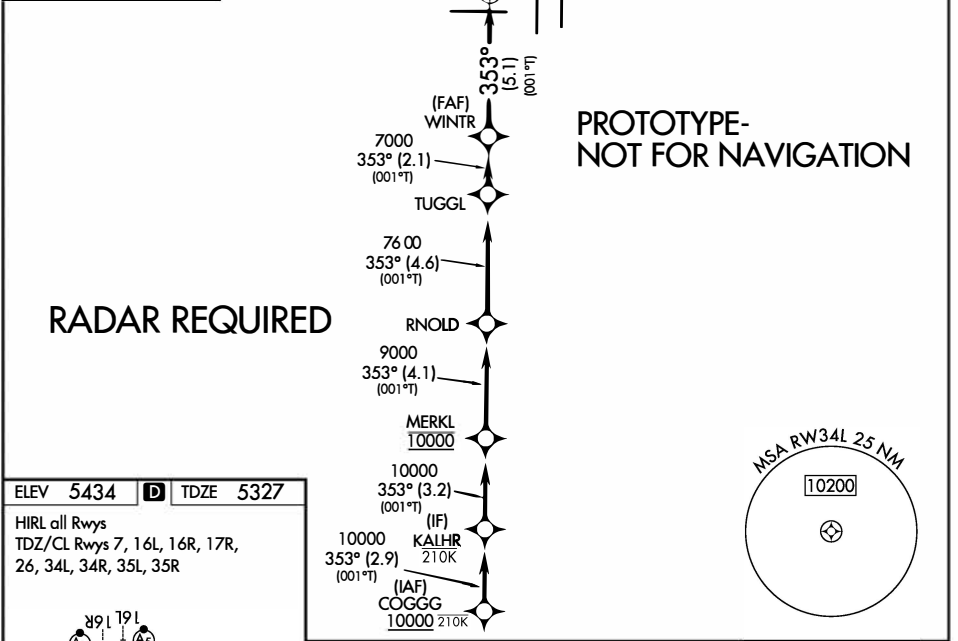 353°
(5.1)
(001°T)
(FAF)
WINTR
7000
353° (2.1)
(001°T)
TUGGL
PROTOTYPE-
NOT FOR NAVIGATION
7600
353° (4.6)
(001°T)
RADAR REQUIRED
RNOLD
9000
353° (4.1)
(001°T)
MERKL
10000
10000
353° (3.2)
(001°T)
(IF)
KALHR
210K
10000
353° (2.9)
(001°T)
(IAF)
COGGG
10000 210K
MSA RW34L 25 NM
10200
ELEV 5434 D TDZE 5327
HIRL all Rwys
TDZ/CL Rwys 7, 16L, 16R, 17R,
26, 34L, 34R, 35L, 35R
16R 16L